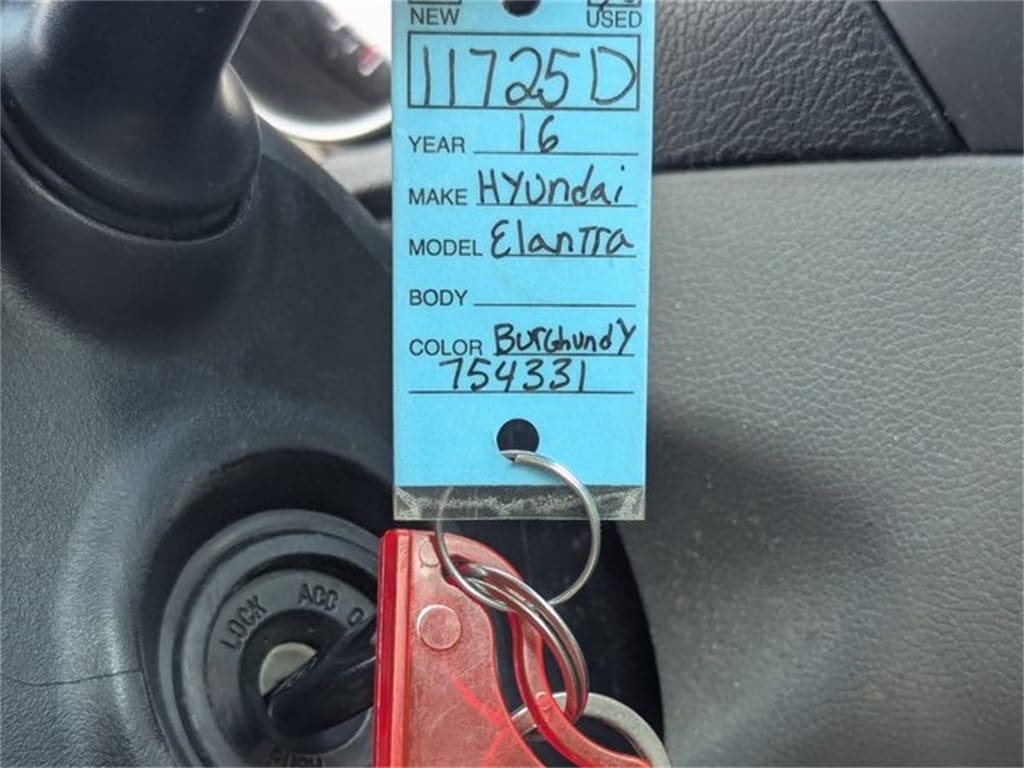 NEW USED
11725D
YEAR 16
MAKE HYundai
MODEL Elantra
BODY
COLOR BurGhundY
754331
LOCK ACC